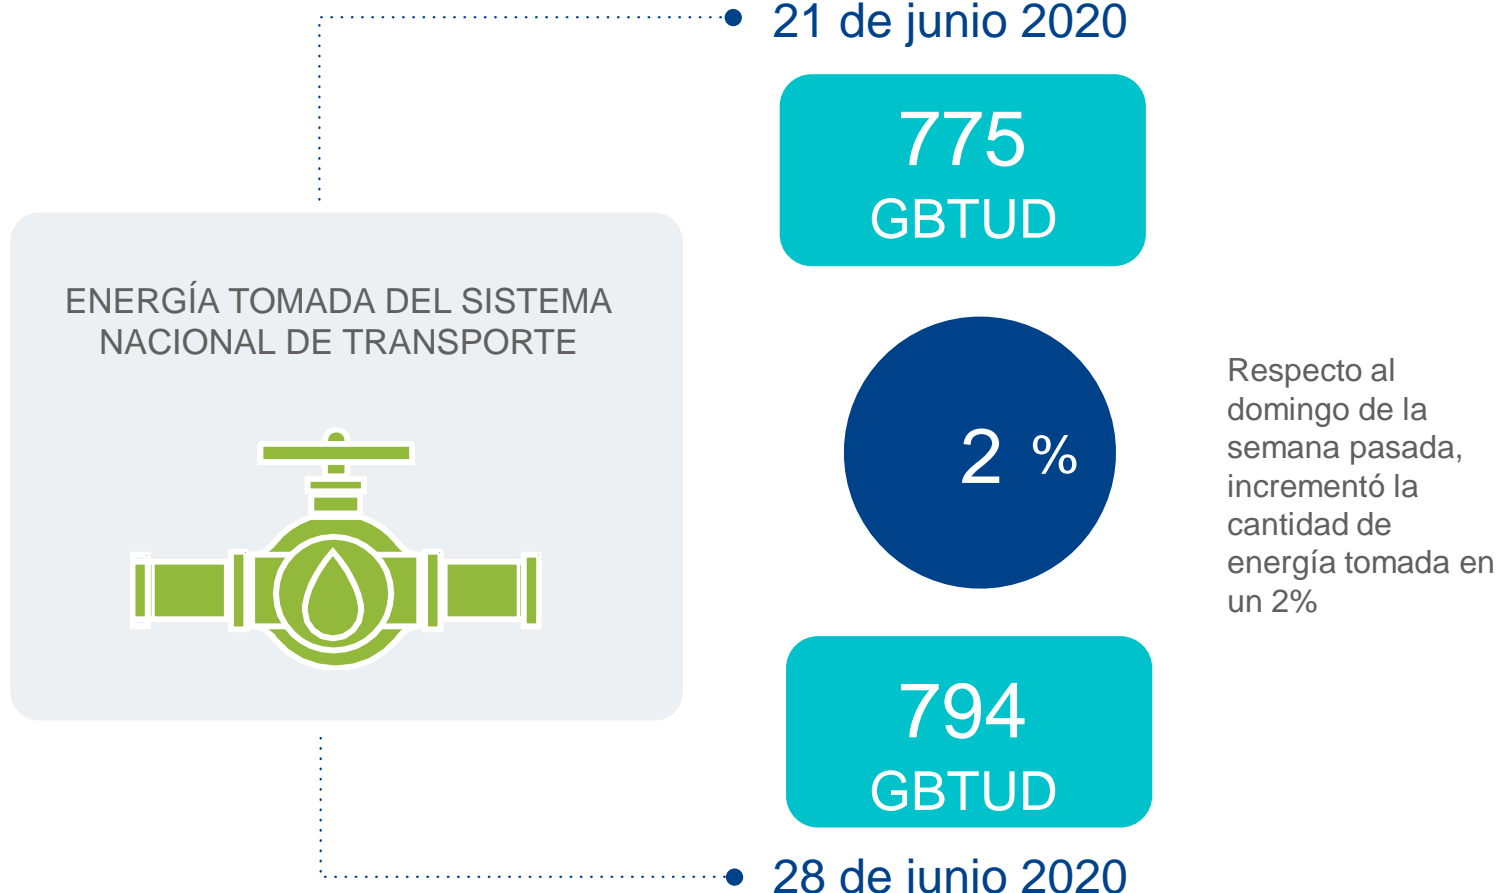 21 de junio 2020
775
GBTUD
ENERGÍA TOMADA DEL SISTEMA
NACIONAL DE TRANSPORTE
2 %
Respecto al
domingo de la
semana pasada,
incrementó la
cantidad de
energía tomada en
un 2%
794
GBTUD
28 de junio 2020